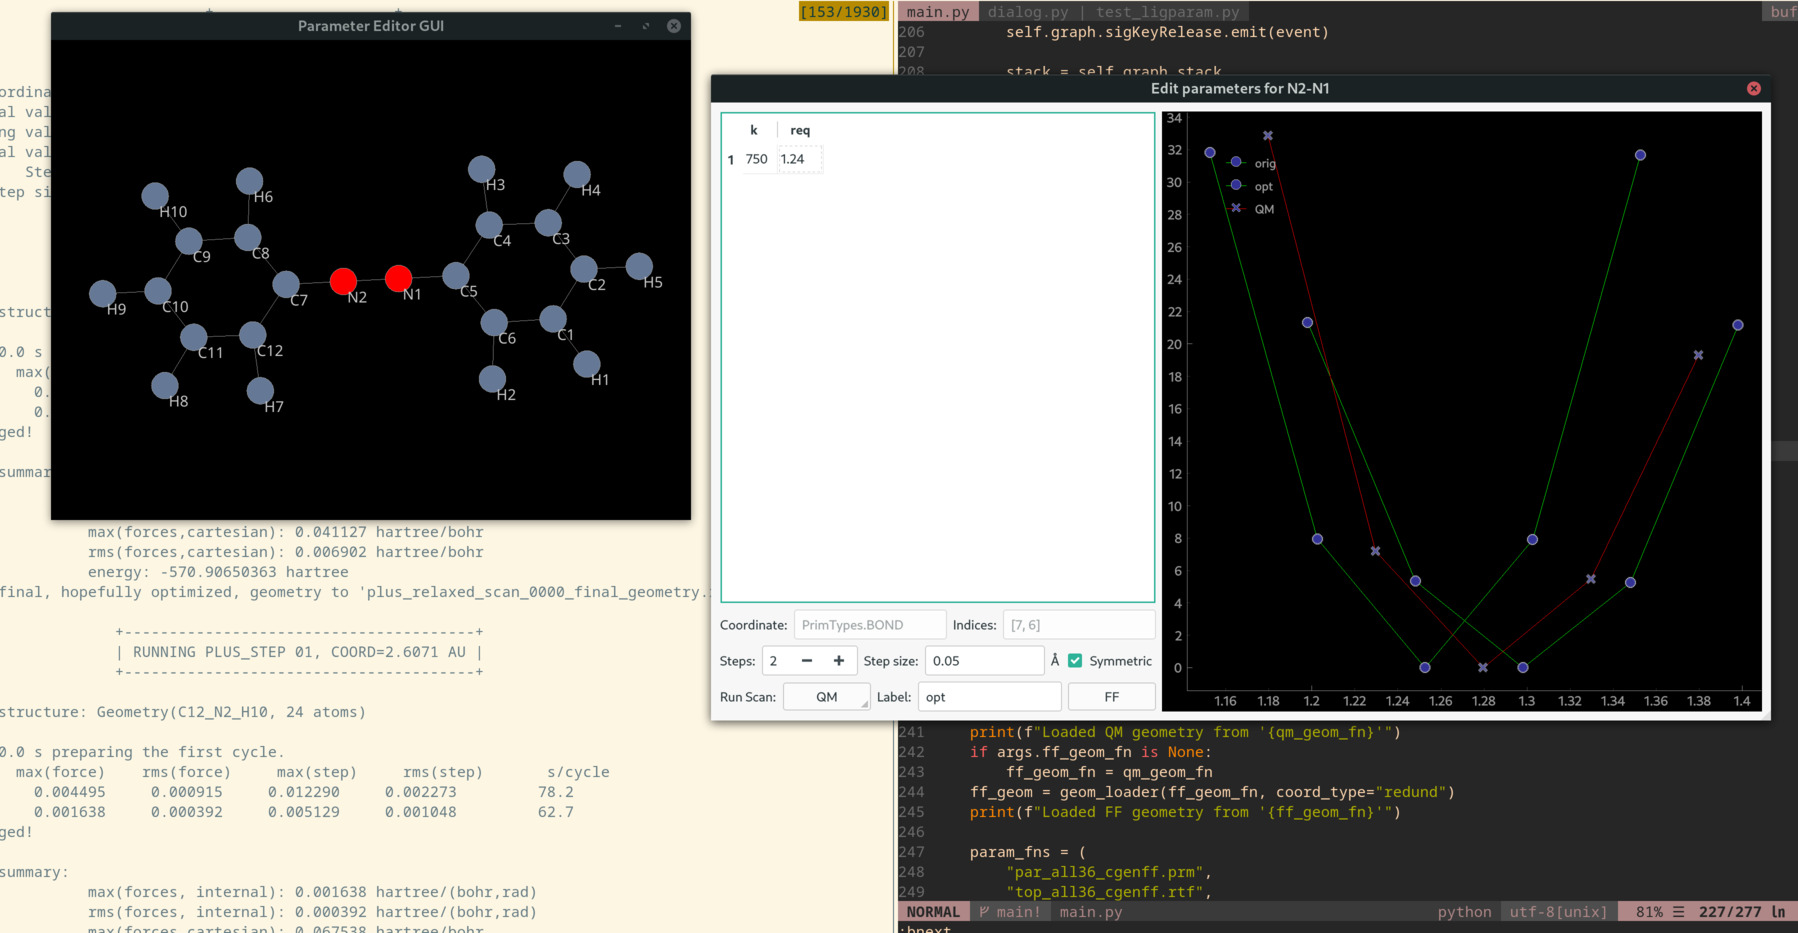 [153/1930]
main.py  dialog.py | test_ligparam.py  buf
206  self.graph.sigKeyRelease.emit(event)
207
208  stack = self.graph.stack
Parameter Editor GUI
H3
H4
H6
H10
C4
C3
C8
C9
H5
C2
C5
N1
N2
C7
C10
H9
C6
C1
C12
C11
H1
H2
H8
H7
ordina
al val
ng val
al val
Ste
tep si
struct
0.0 s
max(
0.
0.
ged!
summar
max(forces,cartesian): 0.041127 hartree/bohr
rms(forces,cartesian): 0.006902 hartree/bohr
energy: -570.90650363 hartree
final, hopefully optimized, geometry to 'plus_relaxed_scan_0000_final_geometry.
+---------------------------------------+
| RUNNING PLUS_STEP 01, COORD=2.6071 AU |
+---------------------------------------+
structure: Geometry(C12_N2_H10, 24 atoms)
0.0 s preparing the first cycle.
max(force)  rms(force)  max(step)  rms(step)  s/cycle
0.004495  0.000915  0.012290  0.002273  78.2
0.001638  0.000392  0.005129  0.001048  62.7
ged!
summary:
max(forces, internal): 0.001638 hartree/(bohr,rad)
rms(forces, internal): 0.000392 hartree/(bohr,rad)
max(forces,cartesian): 0.067538 hartree/bohr
Edit parameters for N2-N1
k  req
1  750  1.24
Coordinate:  PrimTypes.BOND  Indices:  [7, 6]
Steps:  2  −  +  Step size:  0.05  Å  Symmetric
Run Scan:  QM  Label:  opt  FF
orig
opt
QM
34
32
30
28
26
24
22
20
18
16
14
12
10
8
6
4
2
0
1.16  1.18  1.2  1.22  1.24  1.26  1.28  1.3  1.32  1.34  1.36  1.38  1.4
241  print(f"Loaded QM geometry from '{qm_geom_fn}'")
242  if args.ff_geom_fn is None:
243  ff_geom_fn = qm_geom_fn
244  ff_geom = geom_loader(ff_geom_fn, coord_type="redund")
245  print(f"Loaded FF geometry from '{ff_geom_fn}'")
246
247  param_fns = (
248  "par_all36_cgenff.prm",
249  "top_all36_cgenff.rtf",
NORMAL  main!  main.py  python  utf-8[unix]  81% ☰ 227/277 ln
:bnext